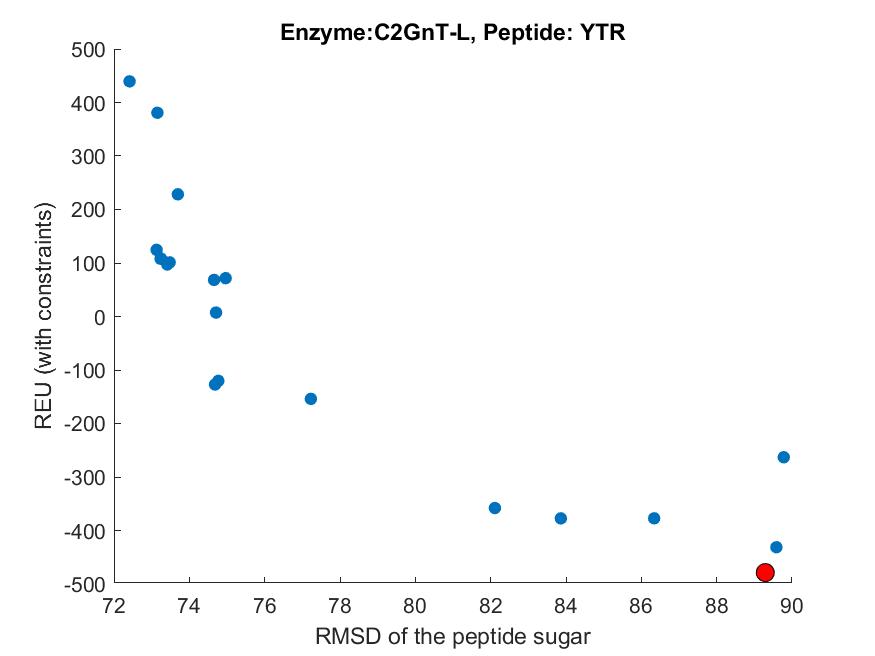 Enzyme:C2GnT-L, Peptide: YTR
500
400
300
200
100
0
-100
-200
-300
-400
-500
REU (with constraints)
72 74 76 78 80 82 84 86 88 90
RMSD of the peptide sugar